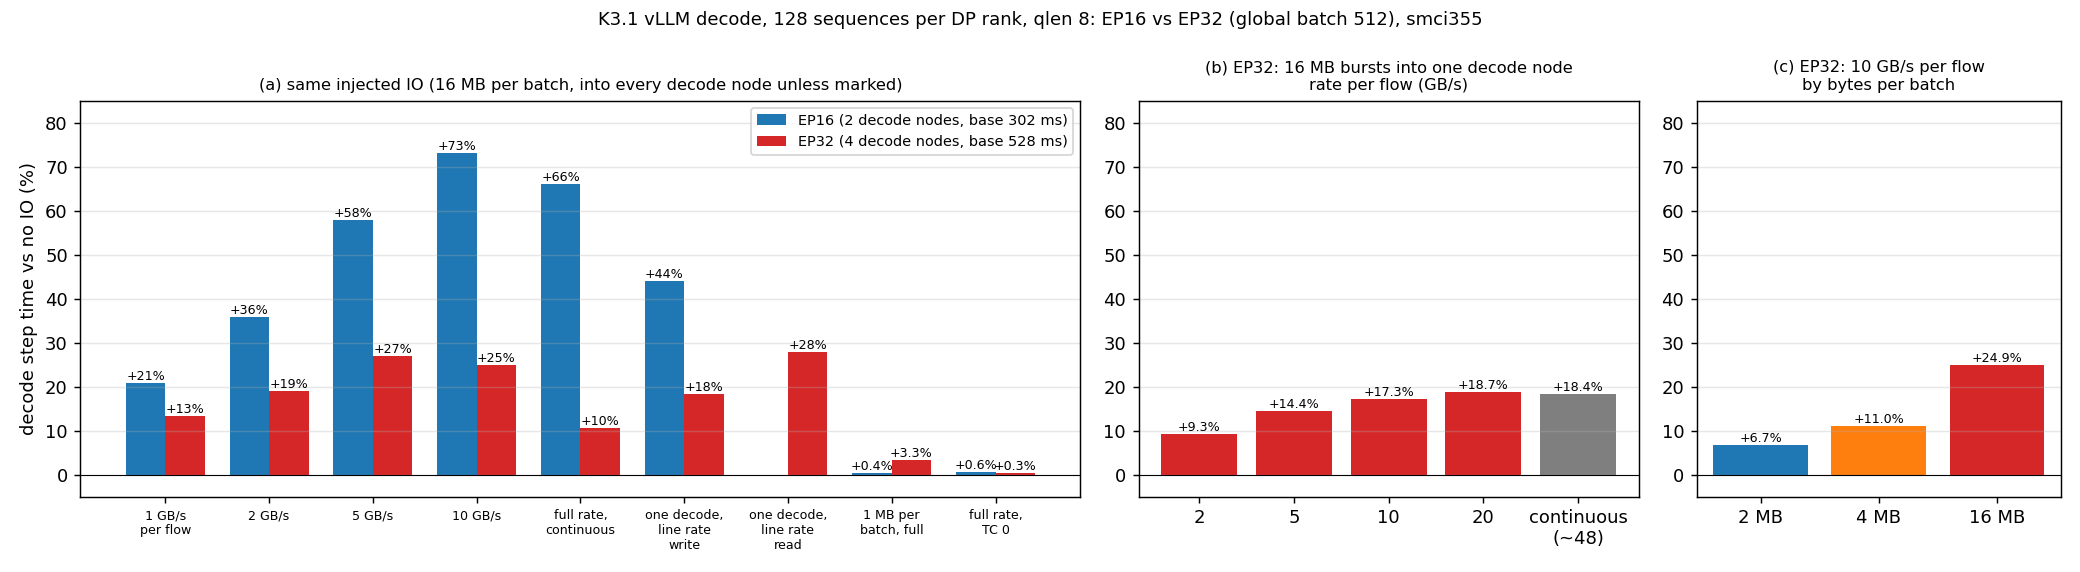 K3.1 vLLM decode, 128 sequences per DP rank, qlen 8: EP16 vs EP32 (global batch 512), smci355
(a) same injected IO (16 MB per batch, into every decode node unless marked)
decode step time vs no IO (%)
80
70
60
50
40
30
20
10
0
EP16 (2 decode nodes, base 302 ms)
EP32 (4 decode nodes, base 528 ms)
+21%
+13%
+36%
+19%
+58%
+27%
+73%
+25%
+66%
+10%
+44%
+18%
+28%
+0.4%
+3.3%
+0.6%
+0.3%
1 GB/s
per flow
2 GB/s
5 GB/s
10 GB/s
full rate,
continuous
one decode,
line rate
write
one decode,
line rate
read
1 MB per
batch, full
full rate,
TC 0
(b) EP32: 16 MB bursts into one decode node
rate per flow (GB/s)
80
70
60
50
40
30
20
10
0
+9.3%
+14.4%
+17.3%
+18.7%
+18.4%
2
5
10
20
continuous
(~48)
(c) EP32: 10 GB/s per flow
by bytes per batch
80
70
60
50
40
30
20
10
0
+6.7%
+11.0%
+24.9%
2 MB
4 MB
16 MB